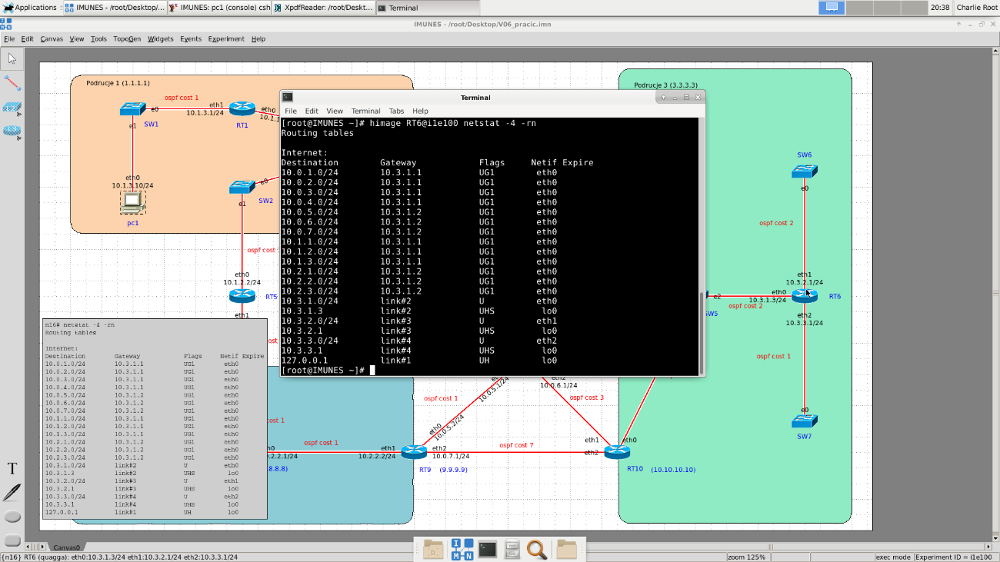 Applications
IMUNES - /root/Desktop/...
IMUNES: pc1 (console) csh
XpdfReader: /root/Deskt...
Terminal
20:38
Charlie Root
IMUNES - /root/Desktop/V06_pracic.imn
File Edit Canvas View Tools TopoGen Widgets Events Experiment Help
Podrucje 1 (1.1.1.1)
ospf cost 1
e0
eth1
10.1.3.1/24
eth0
10.1.1
SW1
RT1
e1
eth0
10.1.3.10/24
pc1
e0
SW2
e1
ospf cost
eth0
10.1.2.2/24
RT5
eth1
Terminal
File Edit View Terminal Tabs Help
[root@IMUNES ~]# himage RT6@i1e100 netstat -4 -rn
Routing tables
Internet:
Destination Gateway Flags Netif Expire
10.0.1.0/24 10.3.1.1 UG1 eth0
10.0.2.0/24 10.3.1.1 UG1 eth0
10.0.3.0/24 10.3.1.1 UG1 eth0
10.0.4.0/24 10.3.1.1 UG1 eth0
10.0.5.0/24 10.3.1.2 UG1 eth0
10.0.6.0/24 10.3.1.2 UG1 eth0
10.0.7.0/24 10.3.1.2 UG1 eth0
10.1.1.0/24 10.3.1.1 UG1 eth0
10.1.2.0/24 10.3.1.1 UG1 eth0
10.1.3.0/24 10.3.1.1 UG1 eth0
10.2.1.0/24 10.3.1.2 UG1 eth0
10.2.2.0/24 10.3.1.2 UG1 eth0
10.2.3.0/24 10.3.1.2 UG1 eth0
10.3.1.0/24 link#2 U eth0
10.3.1.3 link#2 UHS lo0
10.3.2.0/24 link#3 U eth1
10.3.2.1 link#3 UHS lo0
10.3.3.0/24 link#4 U eth2
10.3.3.1 link#4 UHS lo0
127.0.0.1 link#1 UH lo0
[root@IMUNES ~]#
Podrucje 3 (3.3.3.3)
SW6
e0
ospf cost 2
eth1
10.3.2.1/24
e2
eth0
10.3.1.3/24
RT6
ospf cost 2
SW5
eth2
10.3.3.1/24
ospf cost 1
e0
SW7
n16# netstat -4 -rn
Routing tables
Internet:
Destination Gateway Flags Netif Expire
10.0.1.0/24 10.3.1.1 UG1 eth0
10.0.2.0/24 10.3.1.1 UG1 eth0
10.0.3.0/24 10.3.1.1 UG1 eth0
10.0.4.0/24 10.3.1.1 UG1 eth0
10.0.5.0/24 10.3.1.2 UG1 eth0
10.0.6.0/24 10.3.1.2 UG1 eth0
10.0.7.0/24 10.3.1.2 UG1 eth0
10.1.1.0/24 10.3.1.1 UG1 eth0
10.1.2.0/24 10.3.1.1 UG1 eth0
10.1.3.0/24 10.3.1.1 UG1 eth0
10.2.1.0/24 10.3.1.2 UG1 eth0
10.2.2.0/24 10.3.1.2 UG1 eth0
10.2.3.0/24 10.3.1.2 UG1 eth0
10.3.1.0/24 link#2 U eth0
10.3.1.3 link#2 UHS lo0
10.3.2.0/24 link#3 U eth1
10.3.2.1 link#3 UHS lo0
10.3.3.0/24 link#4 U eth2
10.3.3.1 link#4 UHS lo0
127.0.0.1 link#1 UH lo0
ost
cost 1
ospf cost 1
h0
.2.2.1/24
eth1
10.2.2.2/24
8.8.8)
ospf cost 1
10.0.5.1/24
eth0
10.0.5.2/24
eth2
10.0.7.1/24
RT9 (9.9.9.9)
ospf cost 7
eth2
10.0.6.1/24
ospf cost 3
eth1
eth2
eth0
RT10 (10.10.10.10)
T
Canvas0
{n16} RT6 (quagga): eth0:10.3.1.3/24 eth1:10.3.2.1/24 eth2:10.3.3.1/24
zoom 125%
exec mode
Experiment ID = i1e100